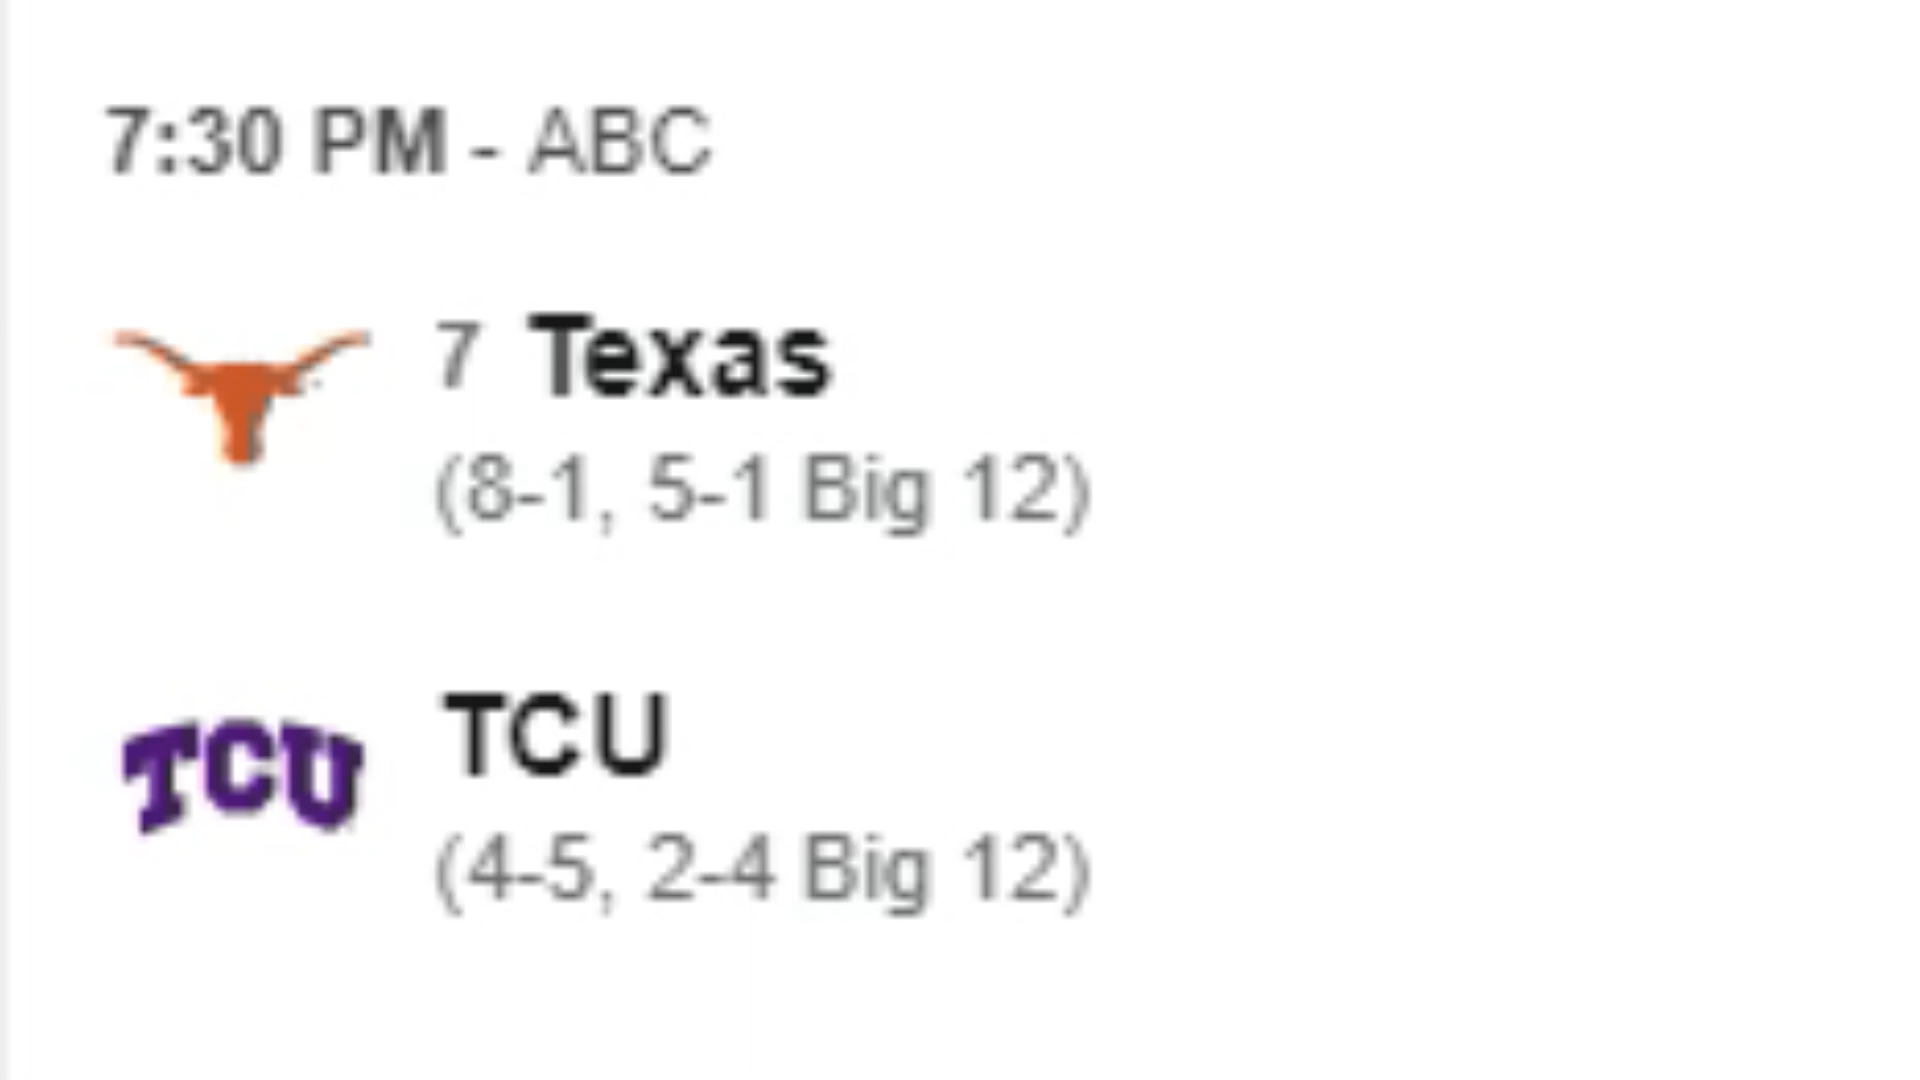 7:30 PM - ABC
7 Texas
(8-1, 5-1 Big 12)
TCU
TCU
(4-5, 2-4 Big 12)